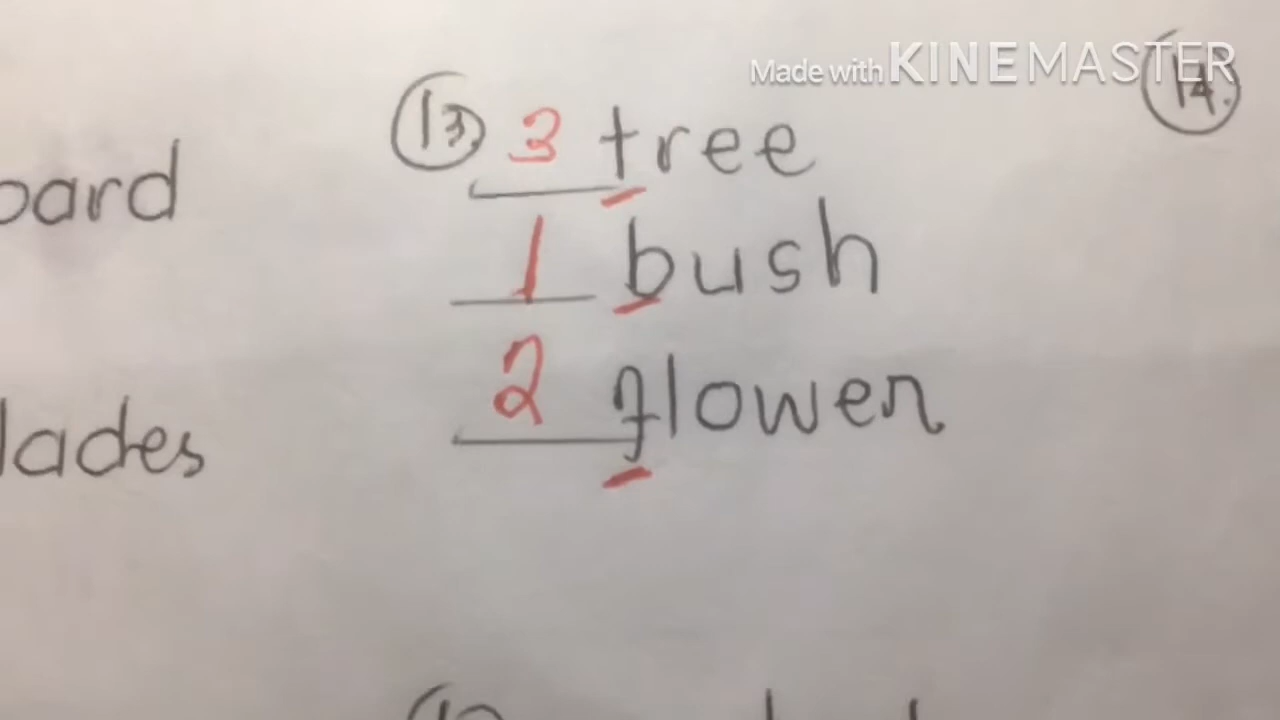 Made with KINEMASTER
13. 3 tree
1 bush
2 flower
14.
oard
lades